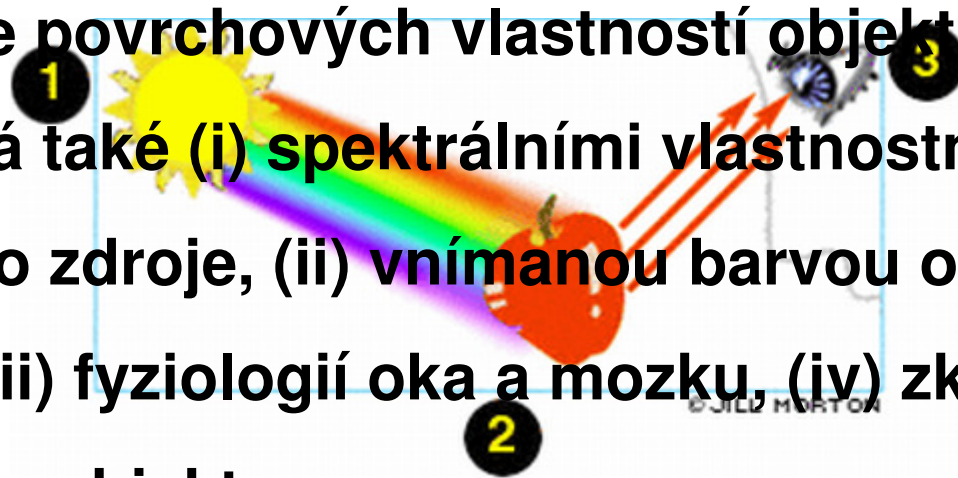 e povrchových vlastností objekt
1
3
á také (i) spektrálními vlastnostn
o zdroje, (ii) vnímanou barvou o
ii) fyziologií oka a mozku, (iv) zk
© JILL MORTON
2